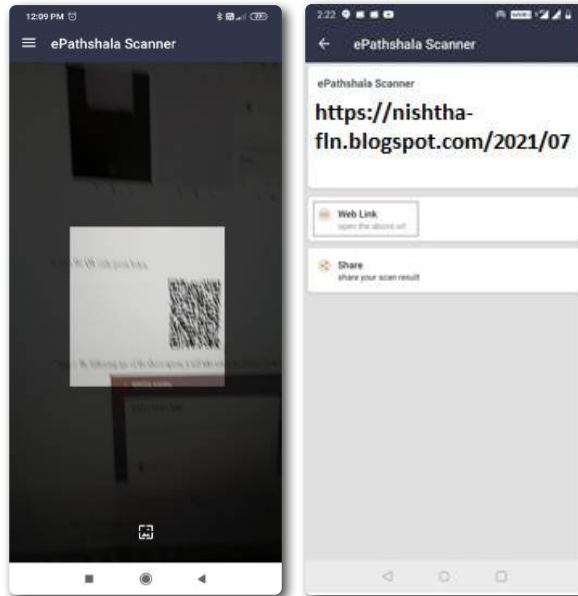 12:09 PM
ePathshala Scanner
2:22
ePathshala Scanner
ePathshala Scanner
https://nishtha-
fln.blogspot.com/2021/07
Web Link
open the above url
Share
share your scan result